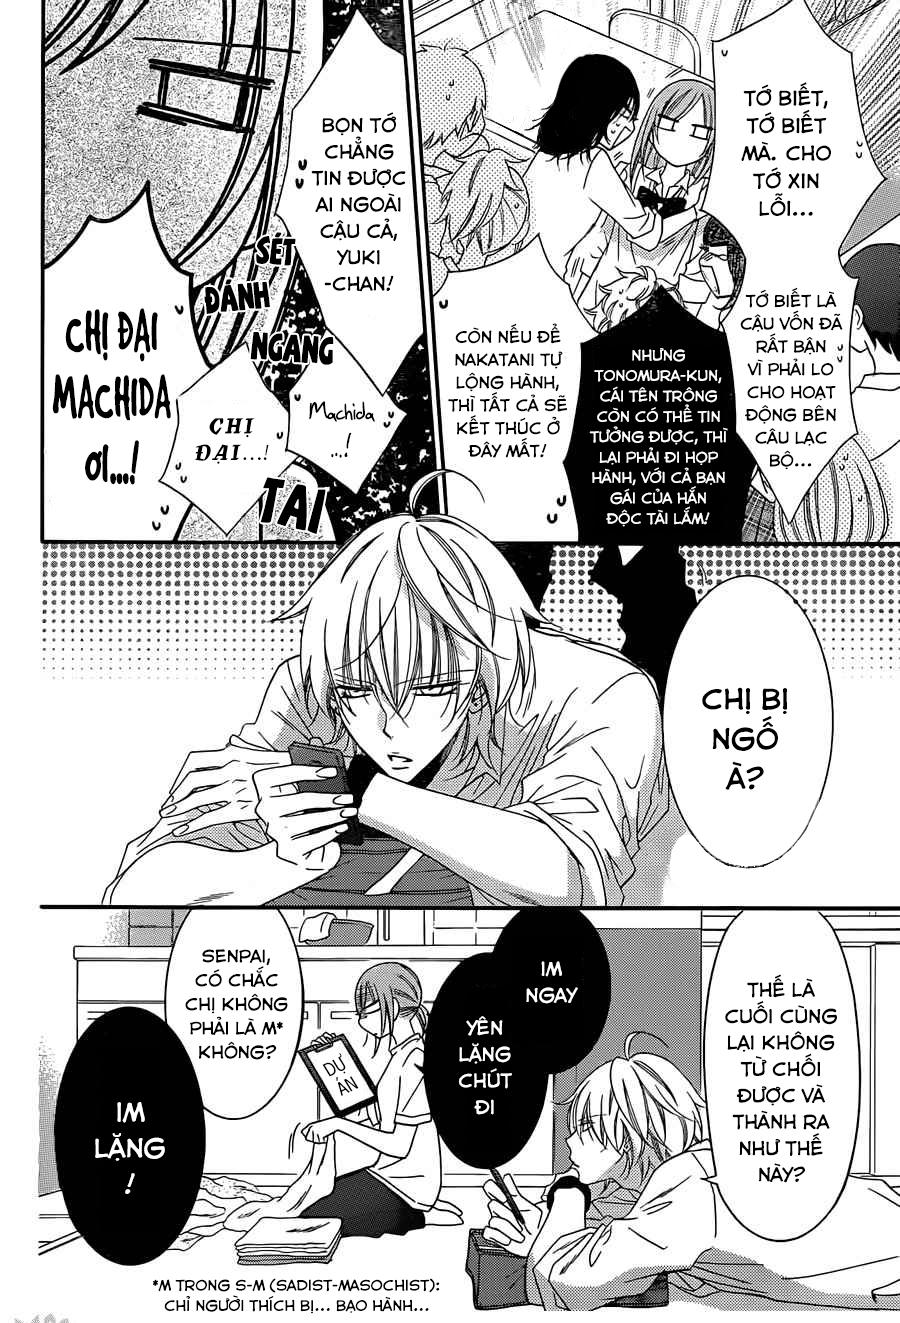 TỚ BIẾT,
TỚ BIẾT
MÀ. CHO
TỚ XIN
LỖI...
TỚ BIẾT LÀ
CẬU VỐN ĐÃ
RẤT BẬN
VÌ PHẢI LO
CHO HOẠT
ĐỘNG BÊN
CÂU LẠC
BỘ...
NHƯNG
TONOMURA-KUN,
CÁI TÊN TRÔNG
CÒN CÓ THỂ TIN
TƯỞNG ĐƯỢC, THÌ
LẠI PHẢI ĐI HỌP
HÀNH, VỚI CẢ BẠN
GÁI CỦA HẮN
ĐỘC TÀI LẮM!
CÒN NẾU ĐỂ
NAKATANI TỰ
LỘNG HÀNH,
THÌ TẤT CẢ SẼ
KẾT THÚC Ở
ĐÂY MẤT!
BỌN TỚ
CHẲNG
TIN ĐƯỢC
AI NGOÀI
CẬU CẢ,
YUKI
-CHAN!
SÉT
ĐÁNH
NGANG
TAI
Machida
...!
CHỊ
ĐẠI...!
CHỊ ĐẠI
MACHIDA
ƠI...!
CHỊ BỊ
NGỐ
À?
THẾ LÀ
CUỐI CÙNG
LẠI KHÔNG
TỪ CHỐI
ĐƯỢC VÀ
THÀNH RA
NHƯ THẾ
NÀY?
IM
NGAY
YÊN
LẶNG
CHÚT
ĐI
SENPAI,
CÓ CHẮC
CHỊ KHÔNG
PHẢI LÀ M*
KHÔNG?
DỰ
ÁN
IM
LẶNG
!
*M TRONG S-M (SADIST-MASOCHIST):
CHỈ NGƯỜI THÍCH BỊ... BẠO HÀNH...